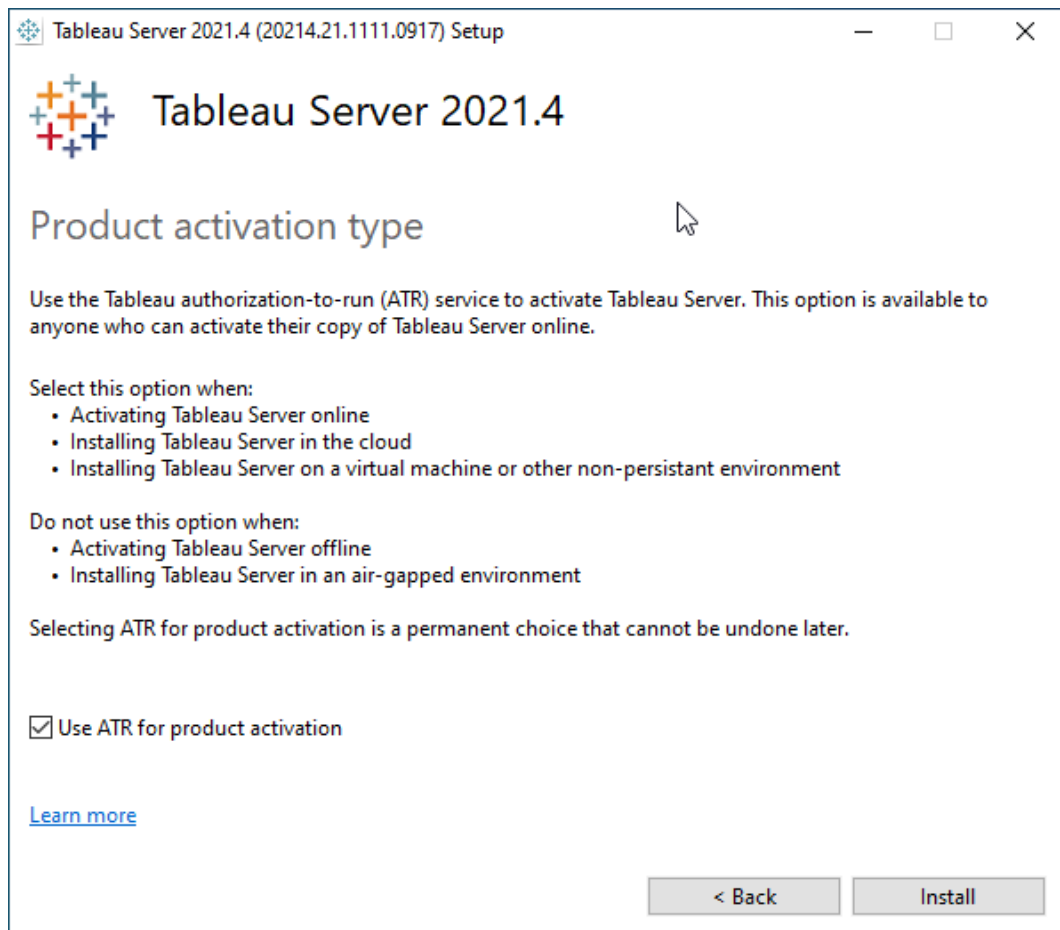 Tableau Server 2021.4 (20214.21.1111.0917) Setup
Tableau Server 2021.4
Product activation type
Use the Tableau authorization-to-run (ATR) service to activate Tableau Server. This option is available to
anyone who can activate their copy of Tableau Server online.
Select this option when:
• Activating Tableau Server online
• Installing Tableau Server in the cloud
• Installing Tableau Server on a virtual machine or other non-persistant environment
Do not use this option when:
• Activating Tableau Server offline
• Installing Tableau Server in an air-gapped environment
Selecting ATR for product activation is a permanent choice that cannot be undone later.
Use ATR for product activation
Learn more
< Back Install